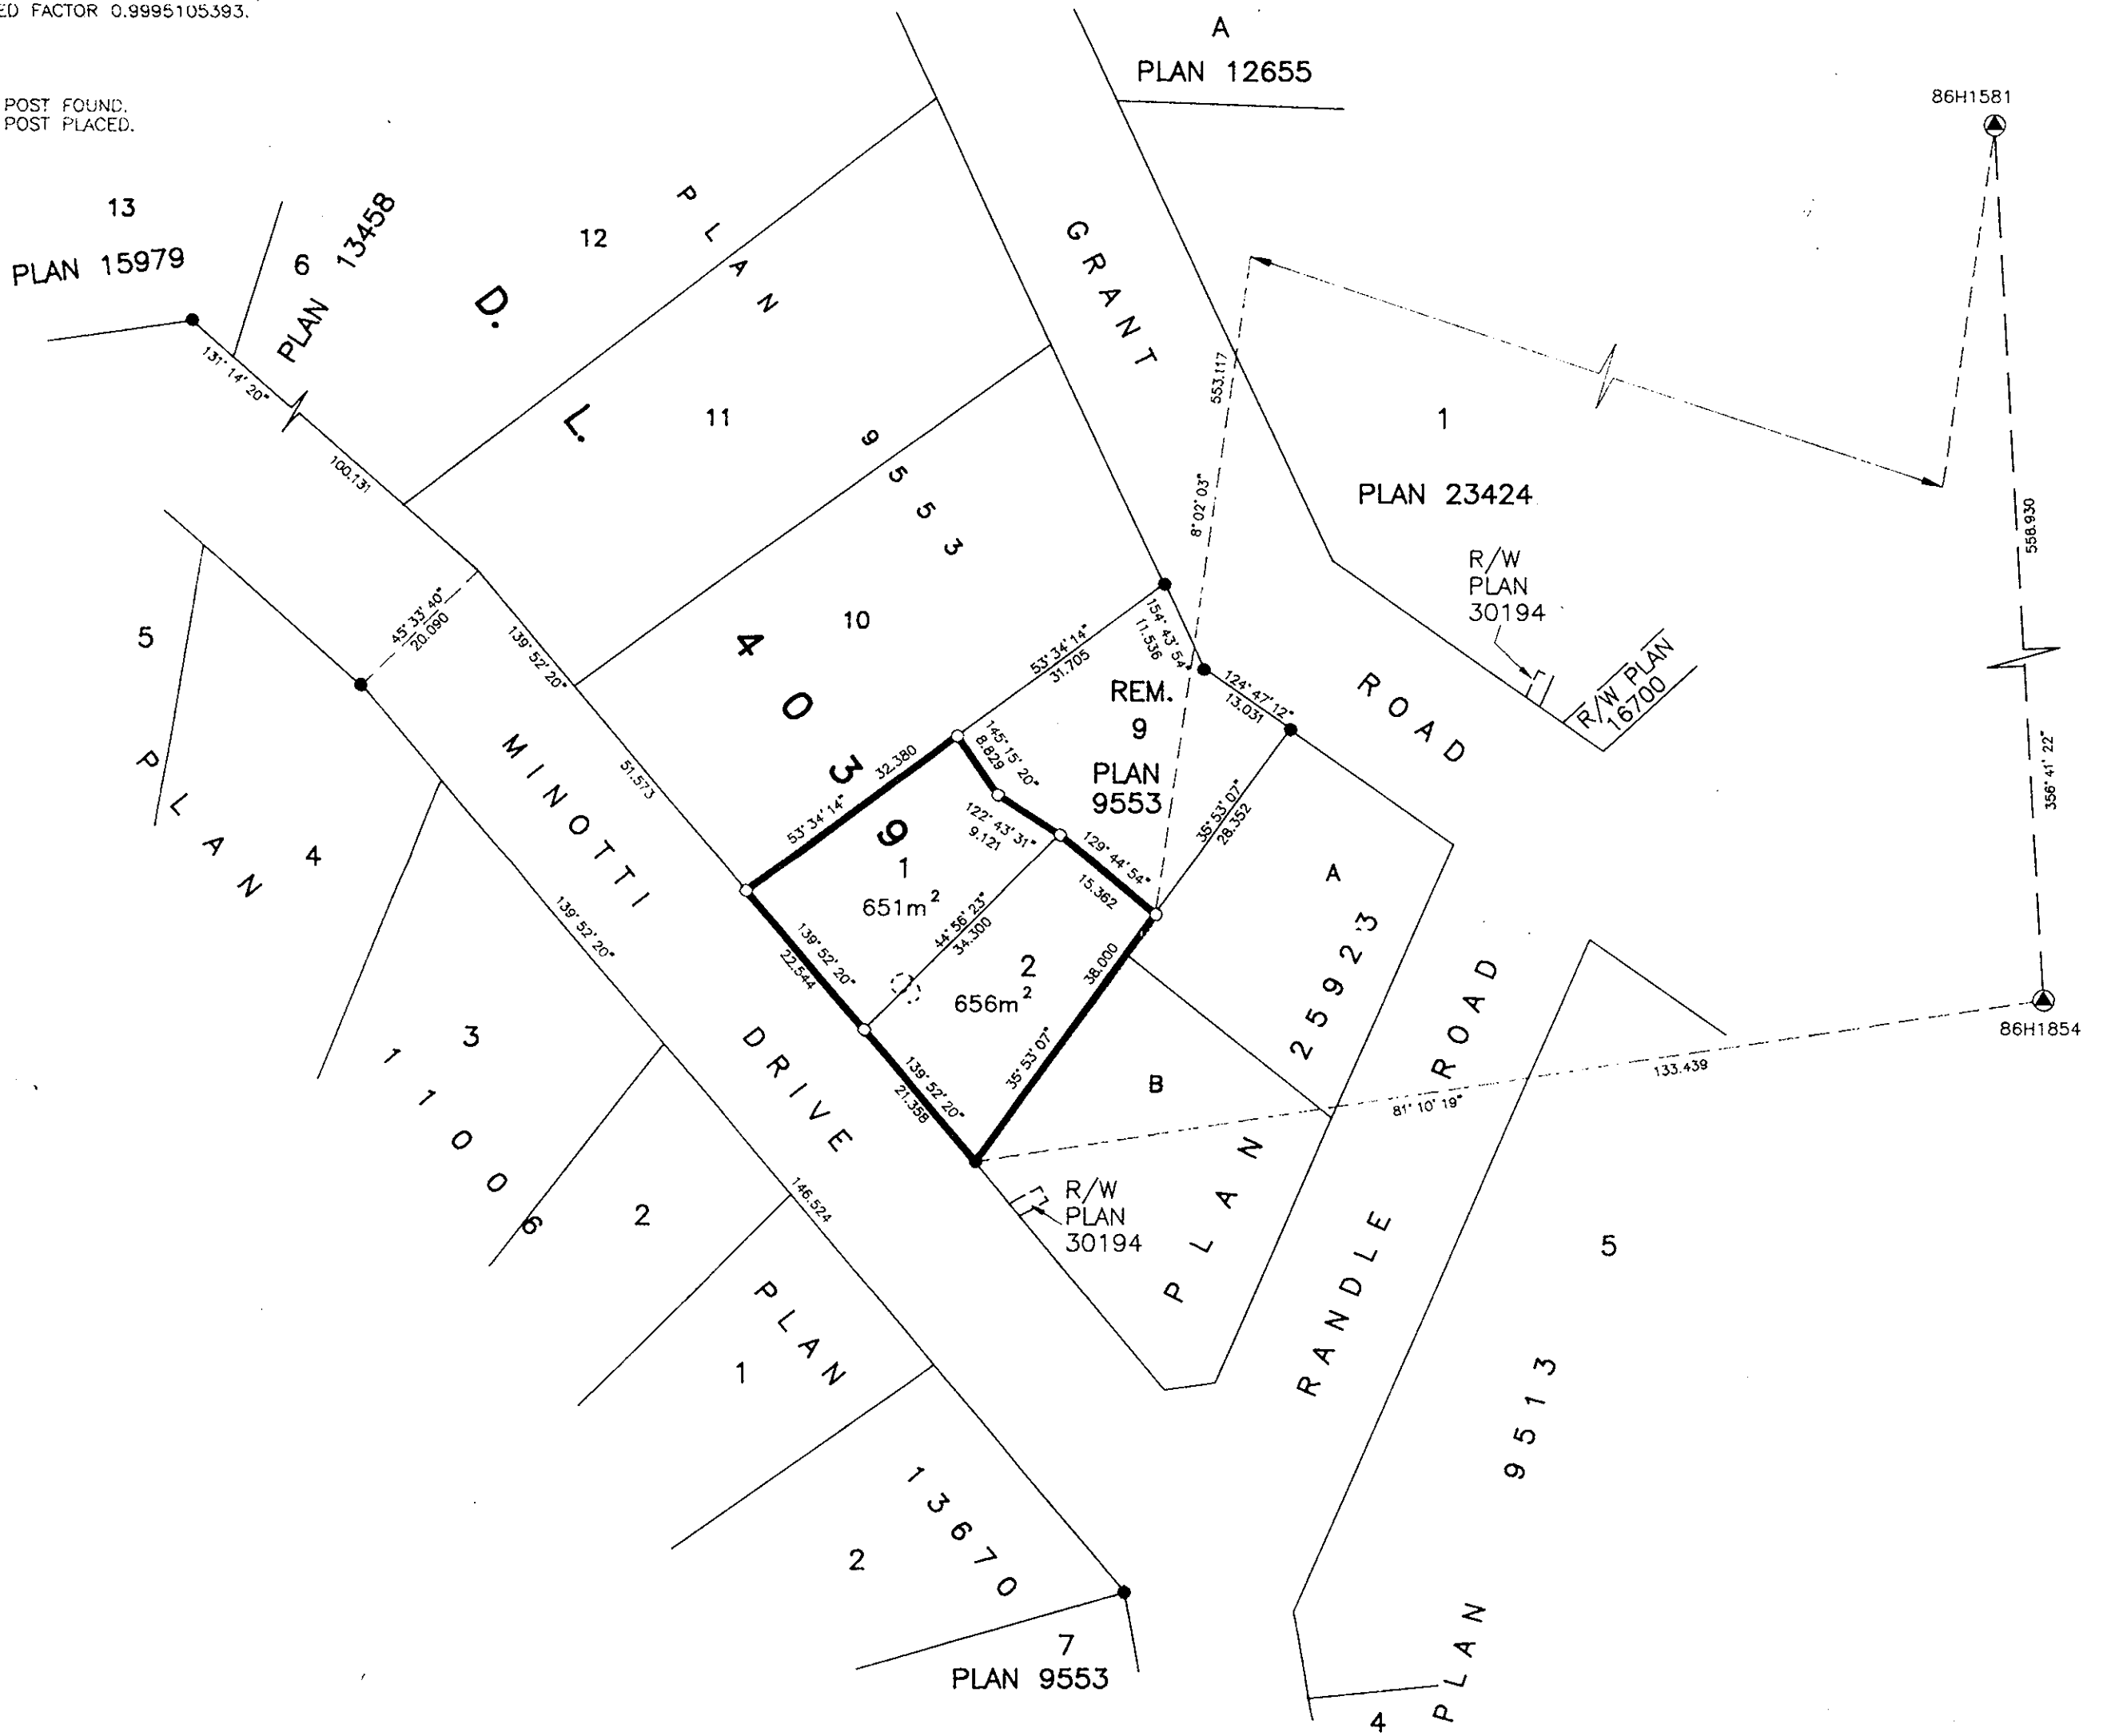 ED FACTOR 0.9995105393.
POST FOUND.
POST PLACED.
A
PLAN 12655
86H1581
13
PLAN 15979
6
PLAN 13458
12
PLAN
9553
D. L. 4039
GRANT
ROAD
131° 14' 20"
100.131
11
553.117
8° 02' 03"
1
PLAN 23424
558.930
356° 41' 22"
R/W
PLAN
30194
R/W PLAN
16700
5
45° 33' 40"
20.090
139° 52' 20"
51.573
10
53° 34' 14"
31.705
154° 43' 54"
11.536
124° 47' 12"
13.031
REM.
9
PLAN
9553
145° 15' 20"
8.829
32.380
53° 34' 14"
122° 43' 31"
9.121
129° 44' 54"
15.362
35° 53' 07"
28.352
MINOTTI
DRIVE
PLAN
11006
4
1
651m²
44° 56' 23"
34.300
139° 52' 20"
22.544
2
656m²
38.000
35° 53' 07"
139° 52' 20"
21.358
A
B
PLAN 25923
RANDLE ROAD
86H1854
133.439
81° 10' 19"
139° 52' 20"
146.524
3
2
R/W
PLAN
30194
5
PLAN
13670
1
2
PLAN 9513
7
PLAN 9553
4